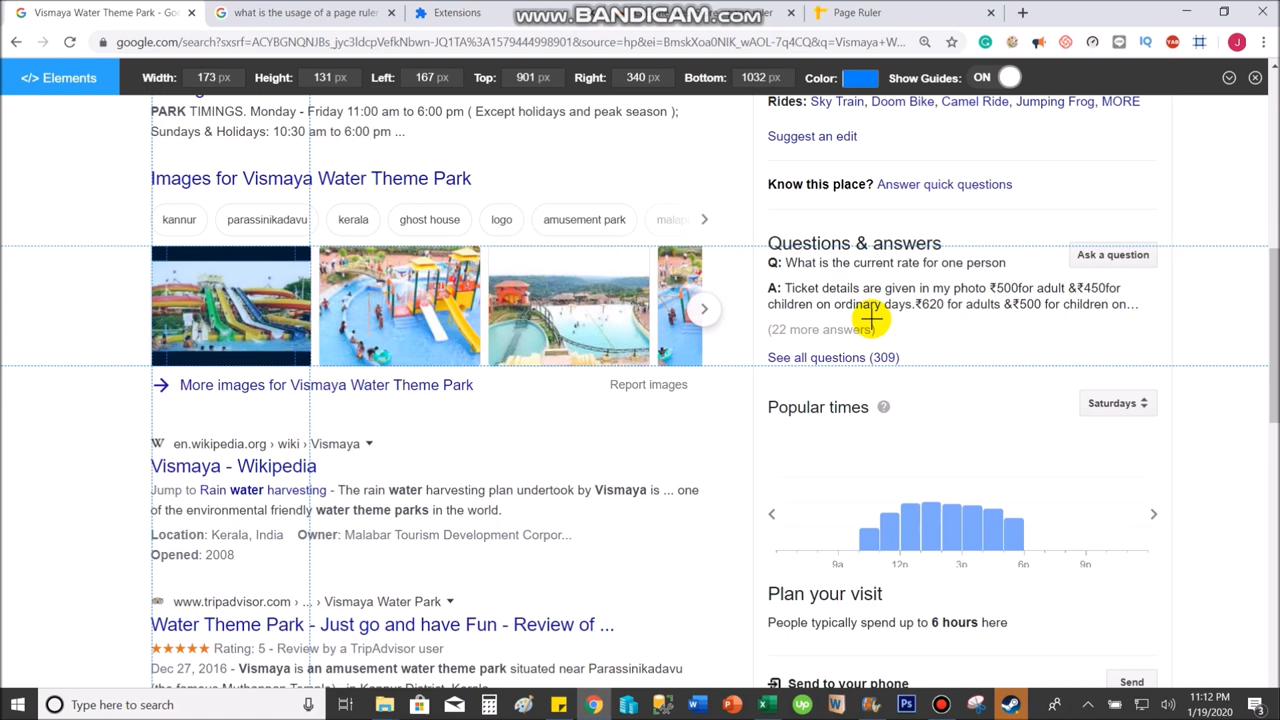 Vismaya Water Theme Park - Goo
what is the usage of a page ruler
Extensions
www.BANDICAM.com
ler
Page Ruler
google.com/search?sxsrf=ACYBGNQNJBs_jyc3ldcpVefkNbwn-JQ1TA%3A1579444998901&source=hp&ei=BmskXoa0NIK_wAOL-7q4CQ&q=Vismaya+W...
</> Elements
Width: 173 px Height: 131 px Left: 167 px Top: 901 px Right: 340 px Bottom: 1032 px Color: Show Guides: ON
PARK TIMINGS. Monday - Friday 11:00 am to 6:00 pm ( Except holidays and peak season );
Sundays & Holidays: 10:30 am to 6:00 pm ...
Images for Vismaya Water Theme Park
kannur parassinikadavu kerala ghost house logo amusement park malap
More images for Vismaya Water Theme Park
Report images
en.wikipedia.org › wiki › Vismaya
Vismaya - Wikipedia
Jump to Rain water harvesting - The rain water harvesting plan undertook by Vismaya is ... one
of the environmental friendly water theme parks in the world.
Location: Kerala, India Owner: Malabar Tourism Development Corpor...
Opened: 2008
www.tripadvisor.com › ... › Vismaya Water Park
Water Theme Park - Just go and have Fun - Review of ...
Rating: 5 - Review by a TripAdvisor user
Dec 27, 2016 - Vismaya is an amusement water theme park situated near Parassinikadavu
(the famous Muthappan Temple), in Kannur District, Kerala
Rides: Sky Train, Doom Bike, Camel Ride, Jumping Frog, MORE
Suggest an edit
Know this place? Answer quick questions
Questions & answers
Ask a question
Q: What is the current rate for one person
A: Ticket details are given in my photo ₹500for adult &₹450for
children on ordinary days.₹620 for adults &₹500 for children on...
(22 more answers)
See all questions (309)
Popular times
Saturdays
9a 12p 3p 6p 9p
Plan your visit
People typically spend up to 6 hours here
Send to your phone
Send
Type here to search
11:12 PM
1/19/2020